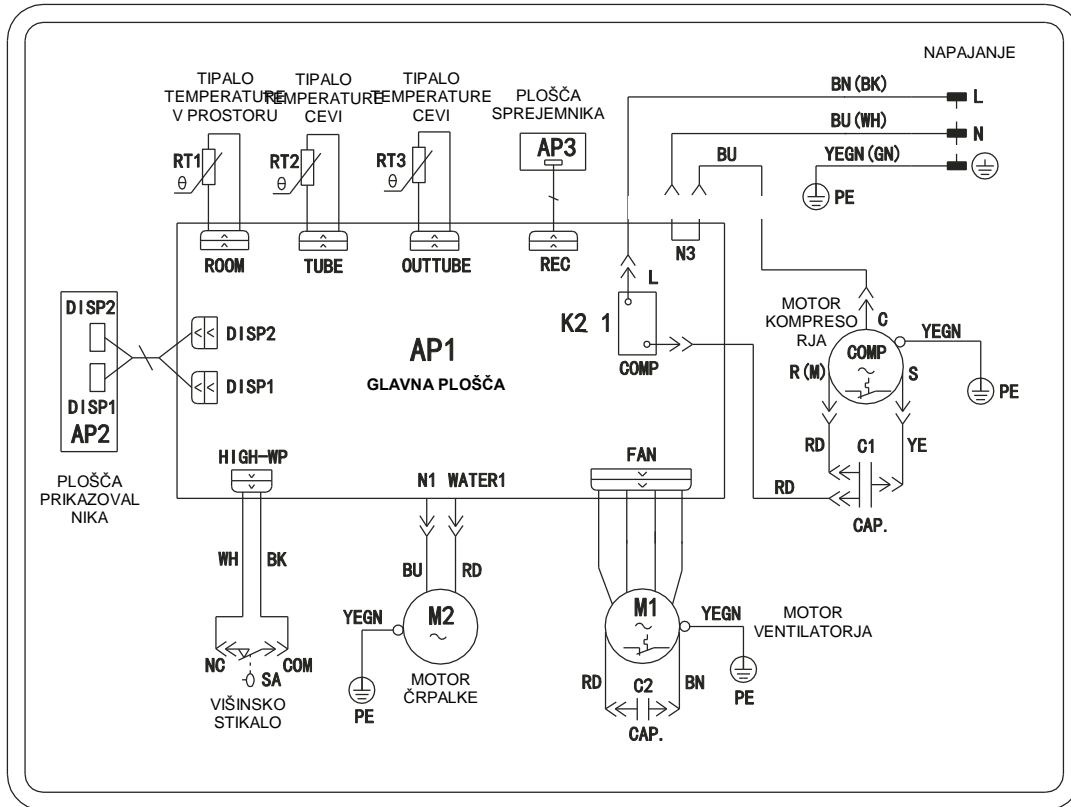 NAPAJANJE
TIPALO
TEMPERATURE
V PROSTORU
TIPALO
TEMPERATURE
CEVI
TIPALO
TEMPERATURE
CEVI
PLOŠČA
SPREJEMNIKA
BN (BK)
L
BU (WH)
N
BU
YEGN (GN)
PE
RT1
θ
RT2
θ
RT3
θ
AP3
ROOM
TUBE
OUTTUBE
REC
N3
L
K2 1
COMP
DISP2
DISP1
AP2
PLOŠČA
PRIKAZOVAL
NIKA
DISP2
DISP1
AP1
GLAVNA PLOŠČA
MOTOR
KOMPRESO
RJA
C
YEGN
COMP
~
R (M)
S
PE
RD
C1
YE
RD
CAP.
HIGH-WP
N1 WATER1
FAN
WH
BK
BU
RD
YEGN
M2
~
M1
~
YEGN
MOTOR
VENTILATORJA
NC
COM
SA
VIŠINSKO
STIKALO
PE
MOTOR
ČRPALKE
RD
C2
BN
PE
CAP.